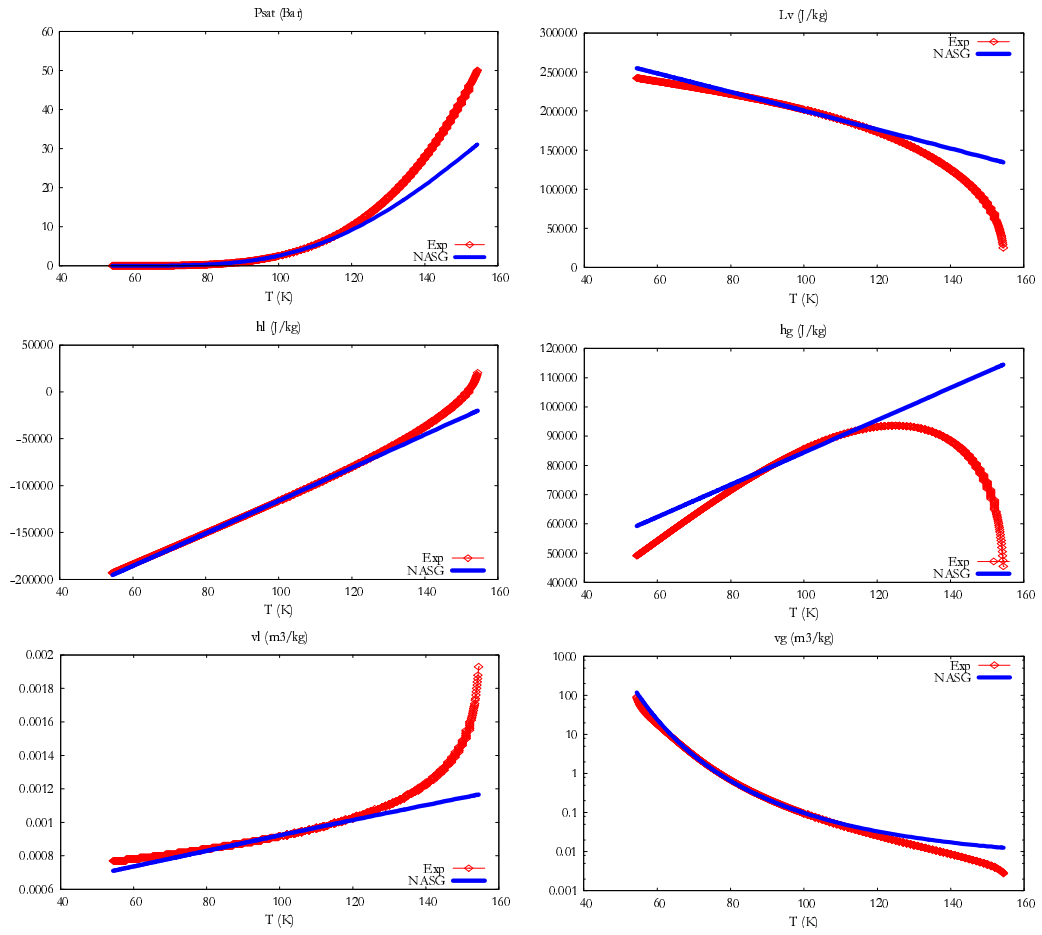 Psat (Bar)
60
50
40
30
20
10
0
40 60 80 100 120 140 160
T (K)
Exp
NASG
Lv (J/kg)
300000
250000
200000
150000
100000
50000
0
40 60 80 100 120 140 160
T (K)
Exp
NASG
hl (J/kg)
50000
0
-50000
-100000
-150000
-200000
40 60 80 100 120 140 160
T (K)
Exp
NASG
hg (J/kg)
120000
110000
100000
90000
80000
70000
60000
50000
40000
40 60 80 100 120 140 160
T (K)
Exp
NASG
vl (m3/kg)
0.002
0.0018
0.0016
0.0014
0.0012
0.001
0.0008
0.0006
40 60 80 100 120 140 160
T (K)
Exp
NASG
vg (m3/kg)
1000
100
10
1
0.1
0.01
0.001
40 60 80 100 120 140 160
T (K)
Exp
NASG